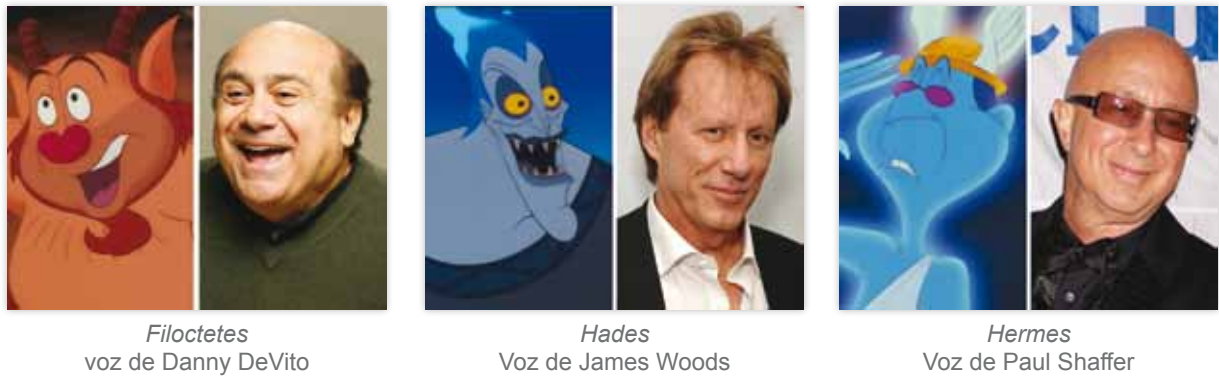 Filoctetes
voz de Danny DeVito
Hades
Voz de James Woods
Hermes
Voz de Paul Shaffer